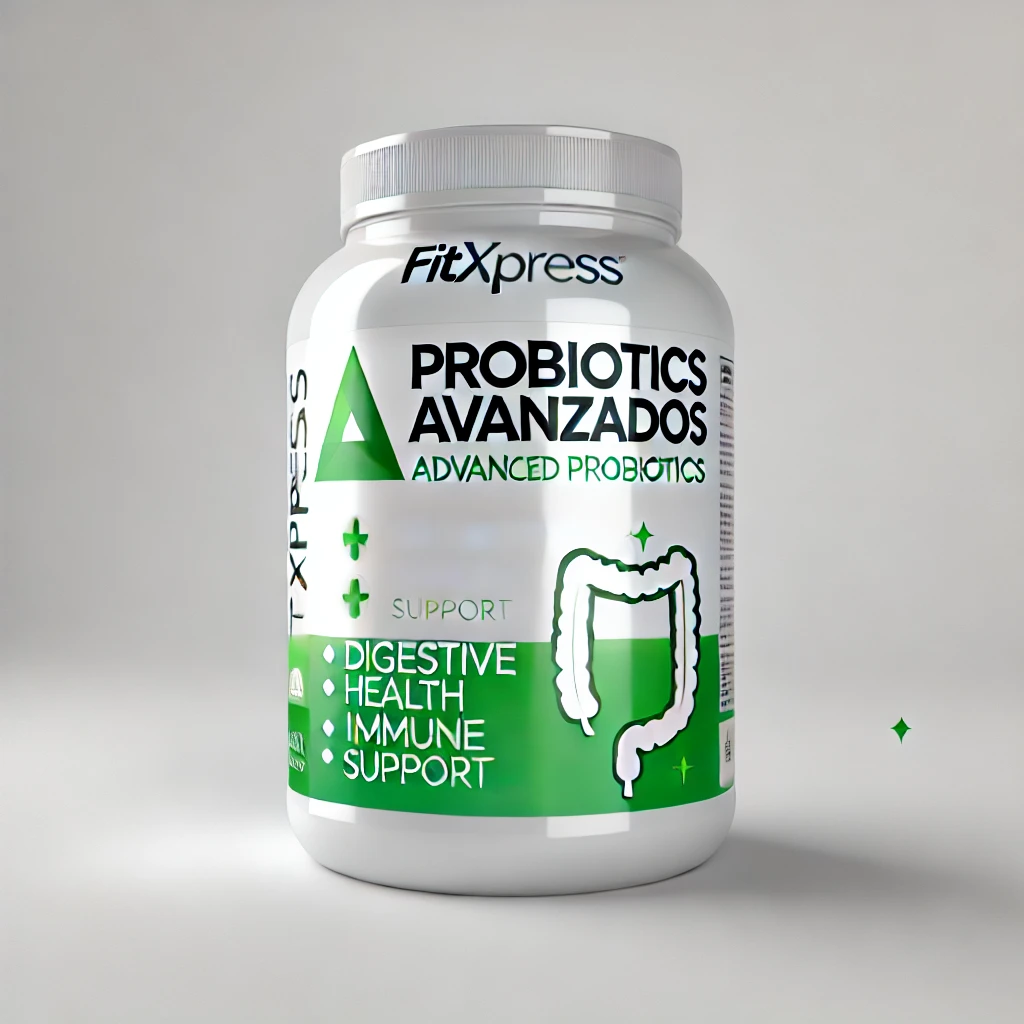 FitXpress
PROBIOTICS
AVANZADOS
ADVANCED PROBIOTICS
SUPPORT
DIGESTIVE
HEALTH
IMMUNE
SUPPORT